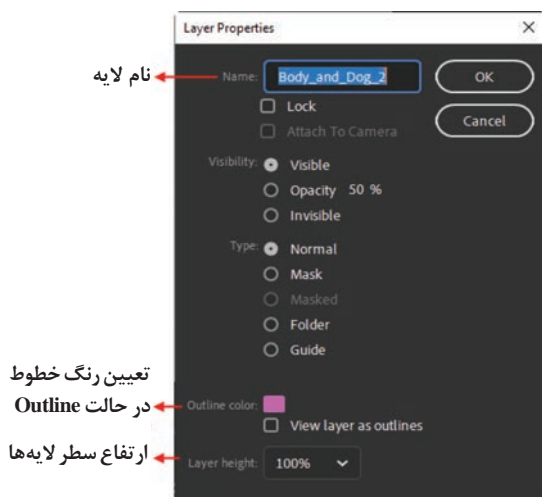 Layer Properties
نام لایه
Name: Body_and_Dog_2
OK
Lock
Cancel
Attach To Camera
Visibility: Visible
Opacity 50 %
Invisible
Type: Normal
Mask
Masked
Folder
Guide
تعیین رنگ خطوط
در حالت Outline
Outline color:
View layer as outlines
ارتفاع سطر لایه‌ها
Layer height: 100%